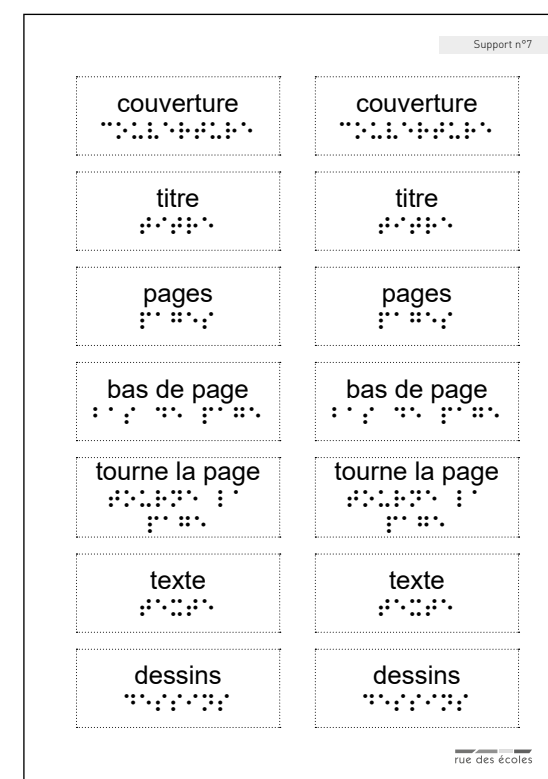 Support n°7
couverture couverture
⠉⠕⠥⠧⠑⠗⠞⠥⠗⠑ ⠉⠕⠥⠧⠑⠗⠞⠥⠗⠑
titre titre
⠞⠊⠞⠗⠑ ⠞⠊⠞⠗⠑
pages pages
⠏⠁⠛⠑⠎ ⠏⠁⠛⠑⠎
bas de page bas de page
⠃⠁⠎ ⠙⠑ ⠏⠁⠛⠑ ⠃⠁⠎ ⠙⠑ ⠏⠁⠛⠑
tourne la page tourne la page
⠞⠕⠥⠗⠝⠑ ⠇⠁ ⠞⠕⠥⠗⠝⠑ ⠇⠁
⠏⠁⠛⠑ ⠏⠁⠛⠑
texte texte
⠞⠑⠭⠞⠑ ⠞⠑⠭⠞⠑
dessins dessins
⠙⠑⠎⠎⠊⠝⠎ ⠙⠑⠎⠎⠊⠝⠎
rue des écoles